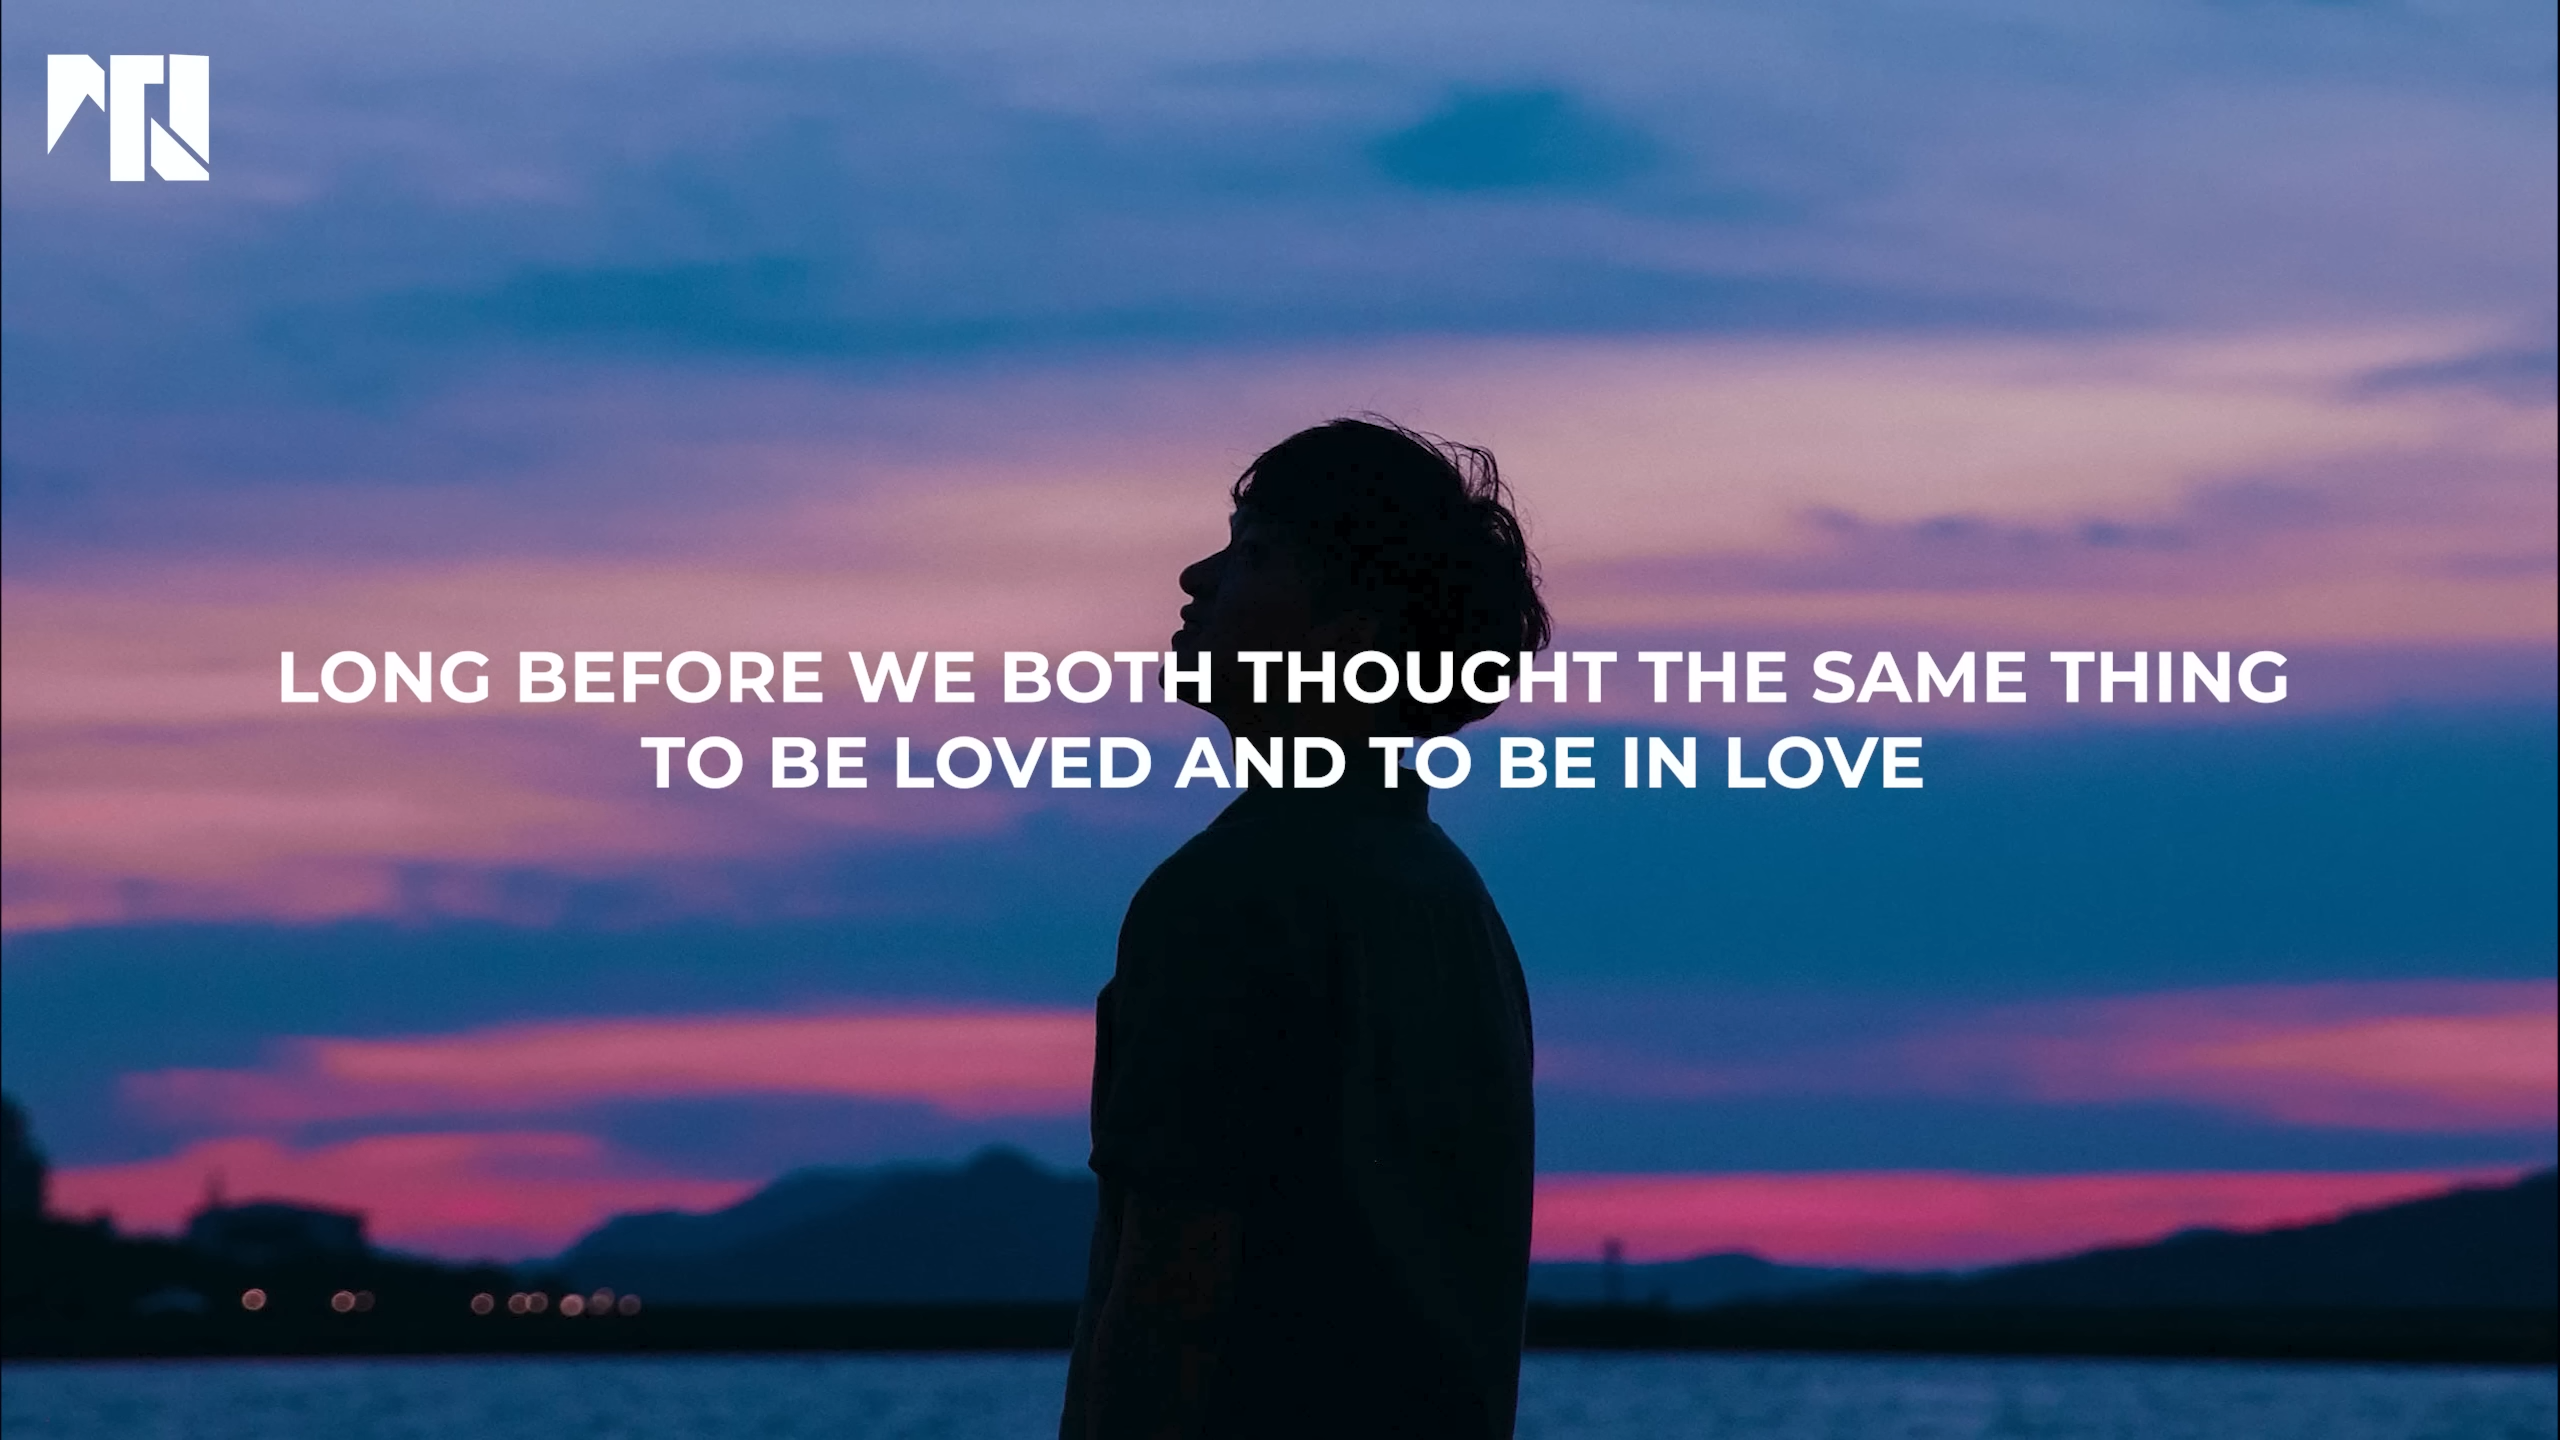 LONG BEFORE WE BOTH THOUGHT THE SAME THING
TO BE LOVED AND TO BE IN LOVE